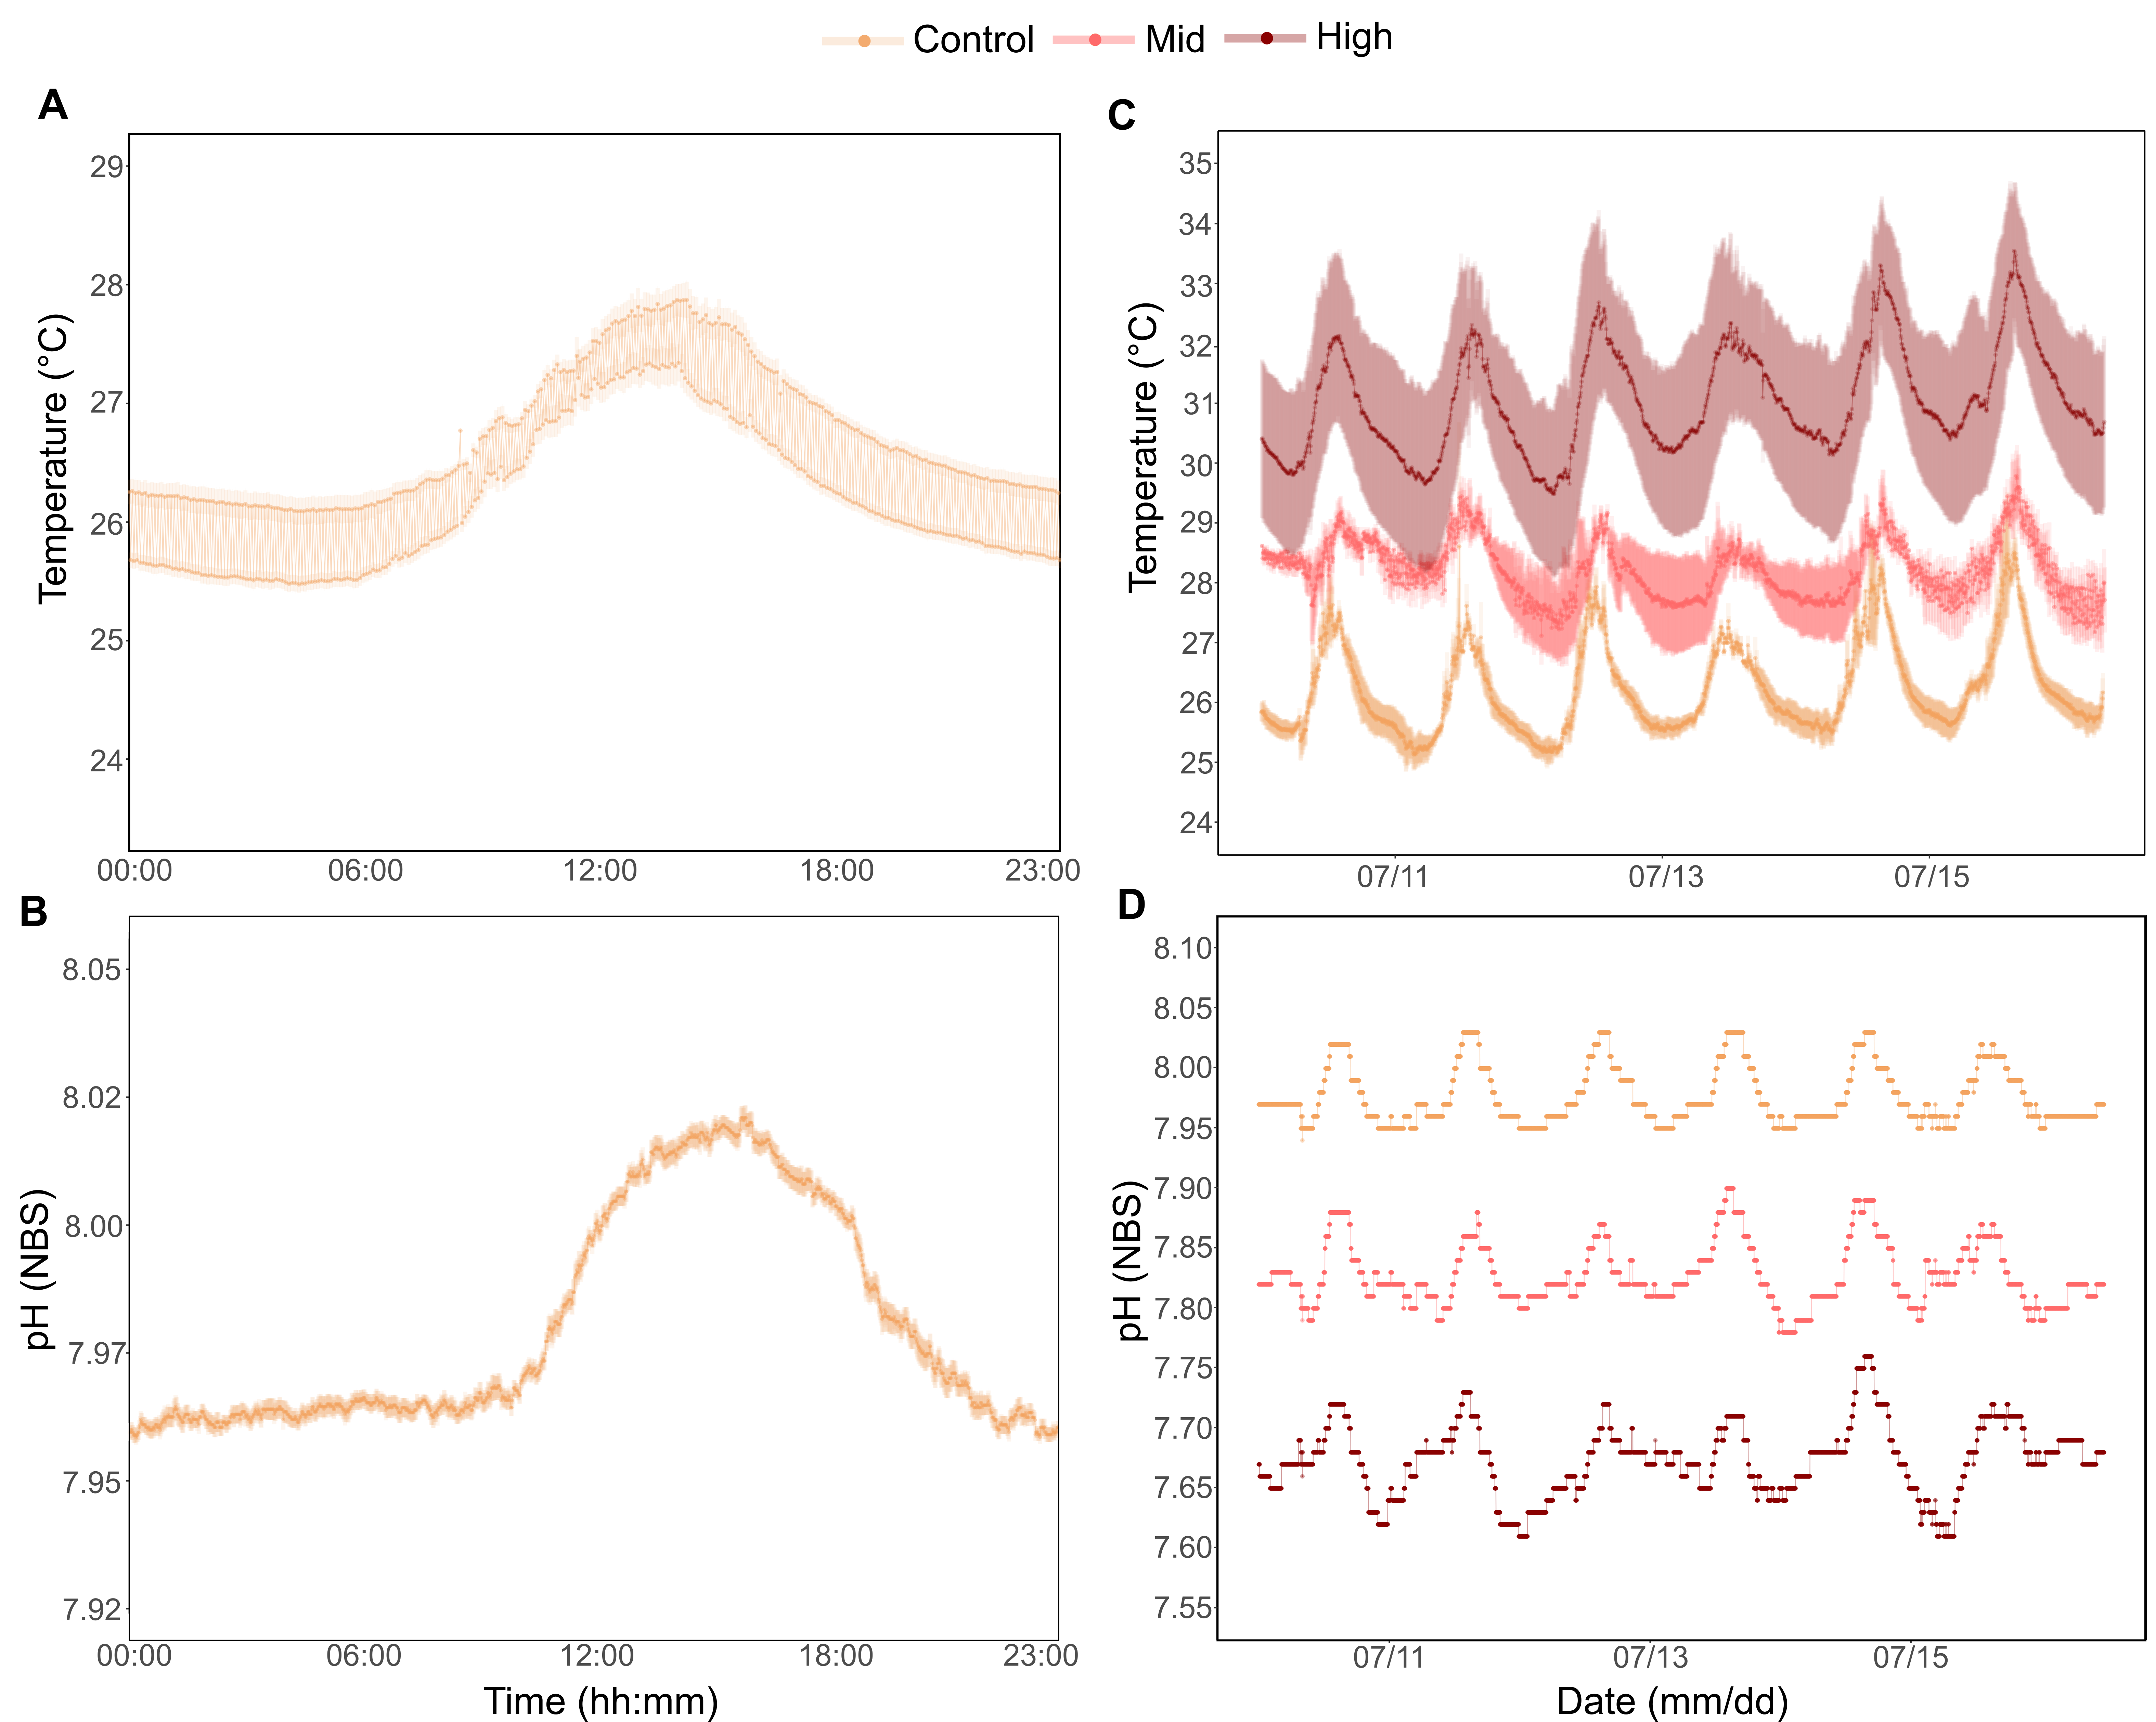 Control Mid High
A
Temperature (°C)
29
28
27
26
25
24
00:00 06:00 12:00 18:00 23:00
B
pH (NBS)
8.05
8.02
8.00
7.97
7.95
7.92
00:00 06:00 12:00 18:00 23:00
Time (hh:mm)
C
Temperature (°C)
35
34
33
32
31
30
29
28
27
26
25
24
07/11 07/13 07/15
D
pH (NBS)
8.10
8.05
8.00
7.95
7.90
7.85
7.80
7.75
7.70
7.65
7.60
7.55
07/11 07/13 07/15
Date (mm/dd)